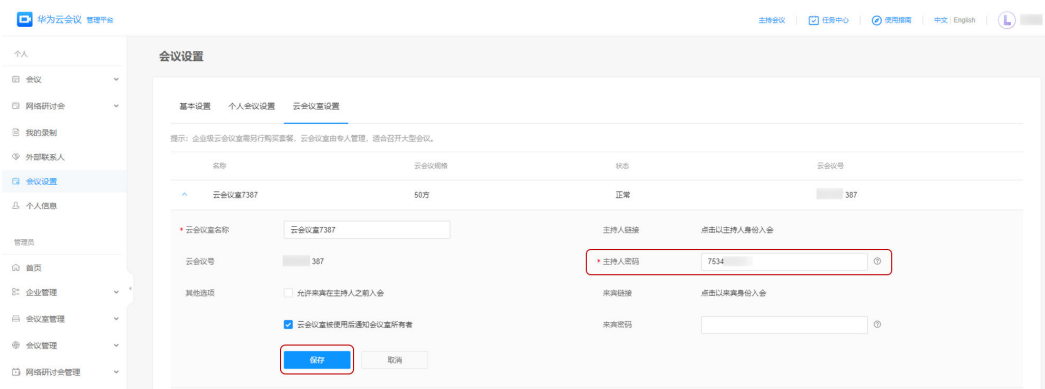 华为云会议 管理平台
主持会议 任务中心 使用指南 中文 | English
个人
会议
网络研讨会
我的录制
外部联系人
会议设置
个人信息
管理员
首页
企业管理
会议室管理
会议管理
网络研讨会管理
会议设置
基本设置 个人会议设置 云会议室设置
提示：企业级云会议室需另行购买套餐，云会议室由专人管理，适合召开大型会议。
名称 云会议规格 状态 云会议号
云会议室7387 50方 正常 387
* 云会议室名称 云会议室7387 主持人链接 点击以主持人身份入会
云会议号 387 * 主持人密码 7534
其他选项 允许来宾在主持人之前入会 来宾链接 点击以来宾身份入会
云会议室被使用后通知会议室所有者 来宾密码
保存 取消